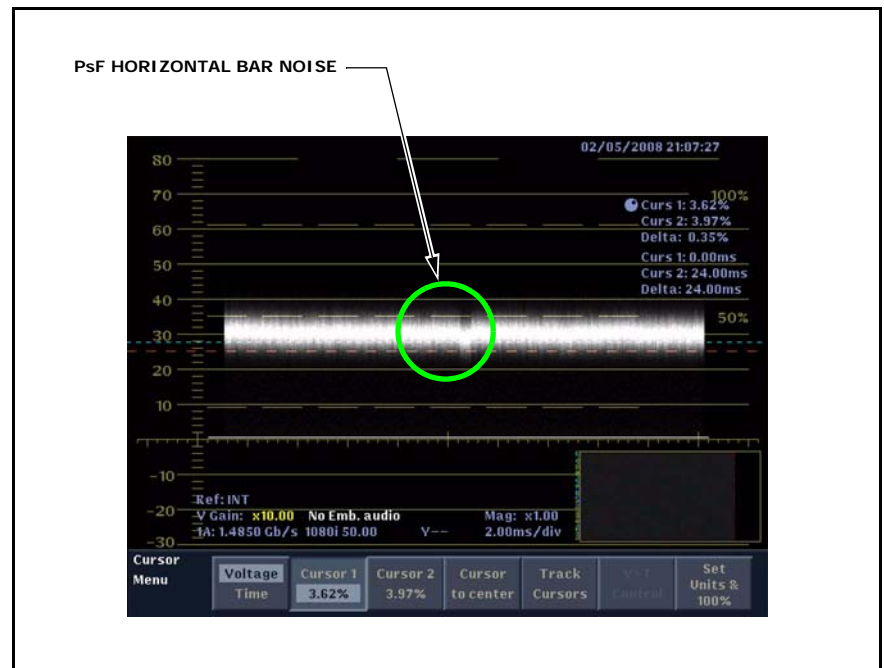 PsF HORIZONTAL BAR NOISE
02/05/2008 21:07:27
80
70
100%
Curs 1: 3.62%
Curs 2: 3.97%
60
Delta: 0.35%
Curs 1: 0.00ms
50
Curs 2: 24.00ms
Delta: 24.00ms
40
50%
30
20
10
-10
Ref: INT
-20
V Gain: x10.00 No Emb. audio Mag: x1.00
1A: 1.4850 Gb/s 1080i 50.00 Y-- 2.00ms/div
-30
Cursor Menu
Voltage Time
Cursor 1 3.62%
Cursor 2 3.97%
Cursor to center
Track Cursors
V+T Control
Set Units & 100%